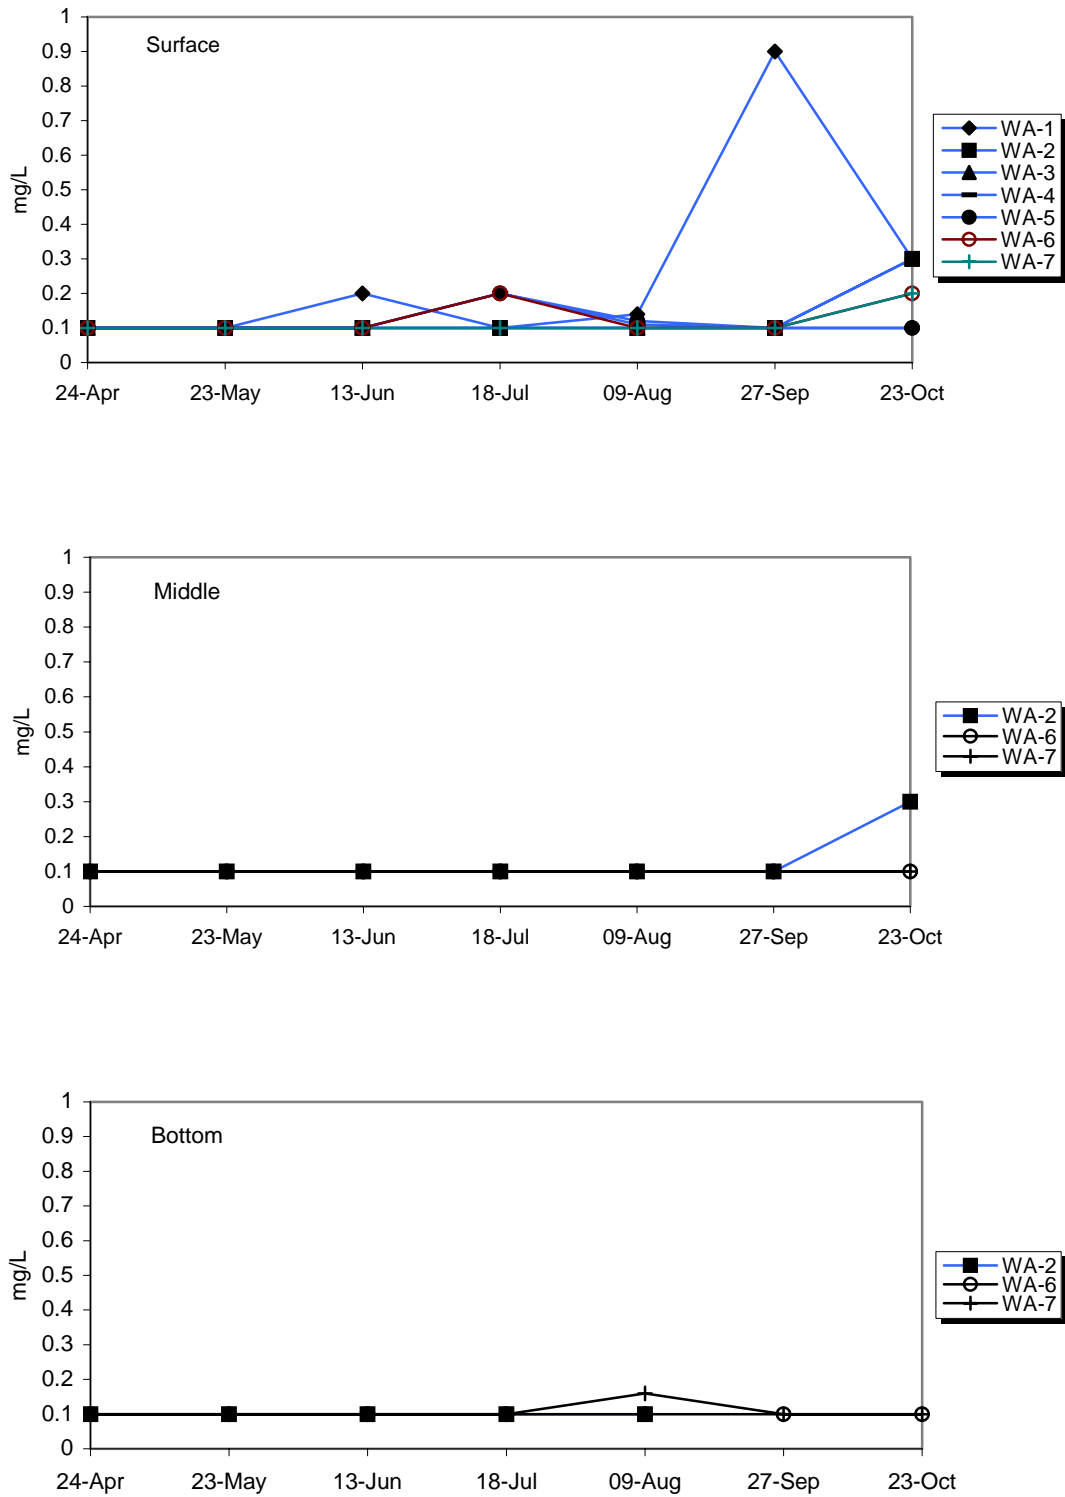 Surface
1
0.9
0.8
0.7
0.6
0.5
0.4
0.3
0.2
0.1
0
mg/L
24-Apr 23-May 13-Jun 18-Jul 09-Aug 27-Sep 23-Oct
WA-1
WA-2
WA-3
WA-4
WA-5
WA-6
WA-7
Middle
1
0.9
0.8
0.7
0.6
0.5
0.4
0.3
0.2
0.1
0
mg/L
24-Apr 23-May 13-Jun 18-Jul 09-Aug 27-Sep 23-Oct
WA-2
WA-6
WA-7
Bottom
1
0.9
0.8
0.7
0.6
0.5
0.4
0.3
0.2
0.1
0
mg/L
24-Apr 23-May 13-Jun 18-Jul 09-Aug 27-Sep 23-Oct
WA-2
WA-6
WA-7